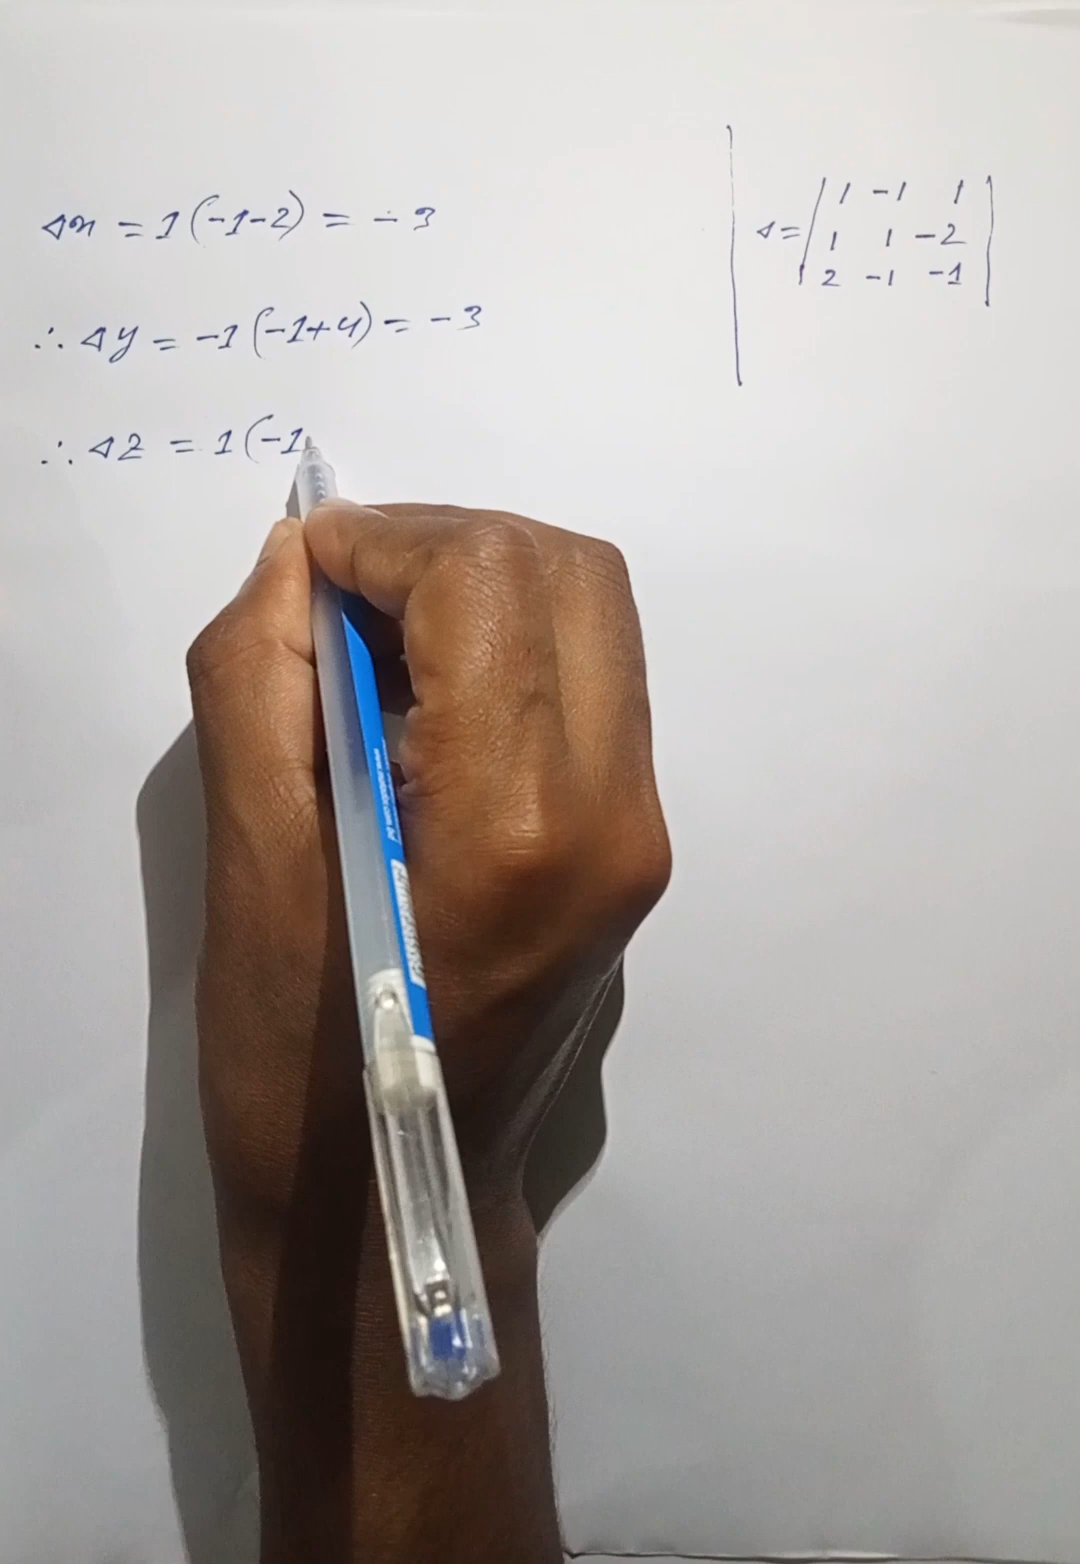 Δx = 1(-1-2) = -3
∴ Δy = -1(-1+4) = -3
∴ Δz = 1(-1
Δ = | 1 -1 1 |
| 1 1 -2 |
| 2 -1 -1 |